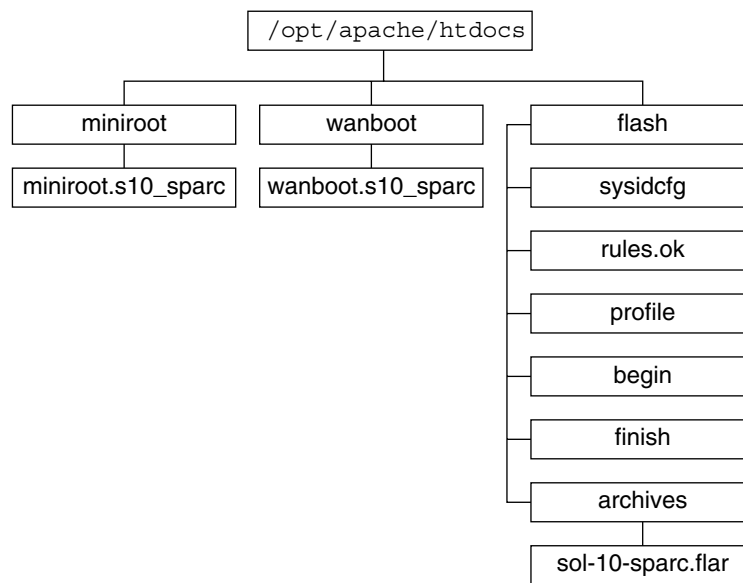 /opt/apache/htdocs
miniroot
wanboot
flash
miniroot.s10_sparc
wanboot.s10_sparc
sysidcfg
rules.ok
profile
begin
finish
archives
sol-10-sparc.flar